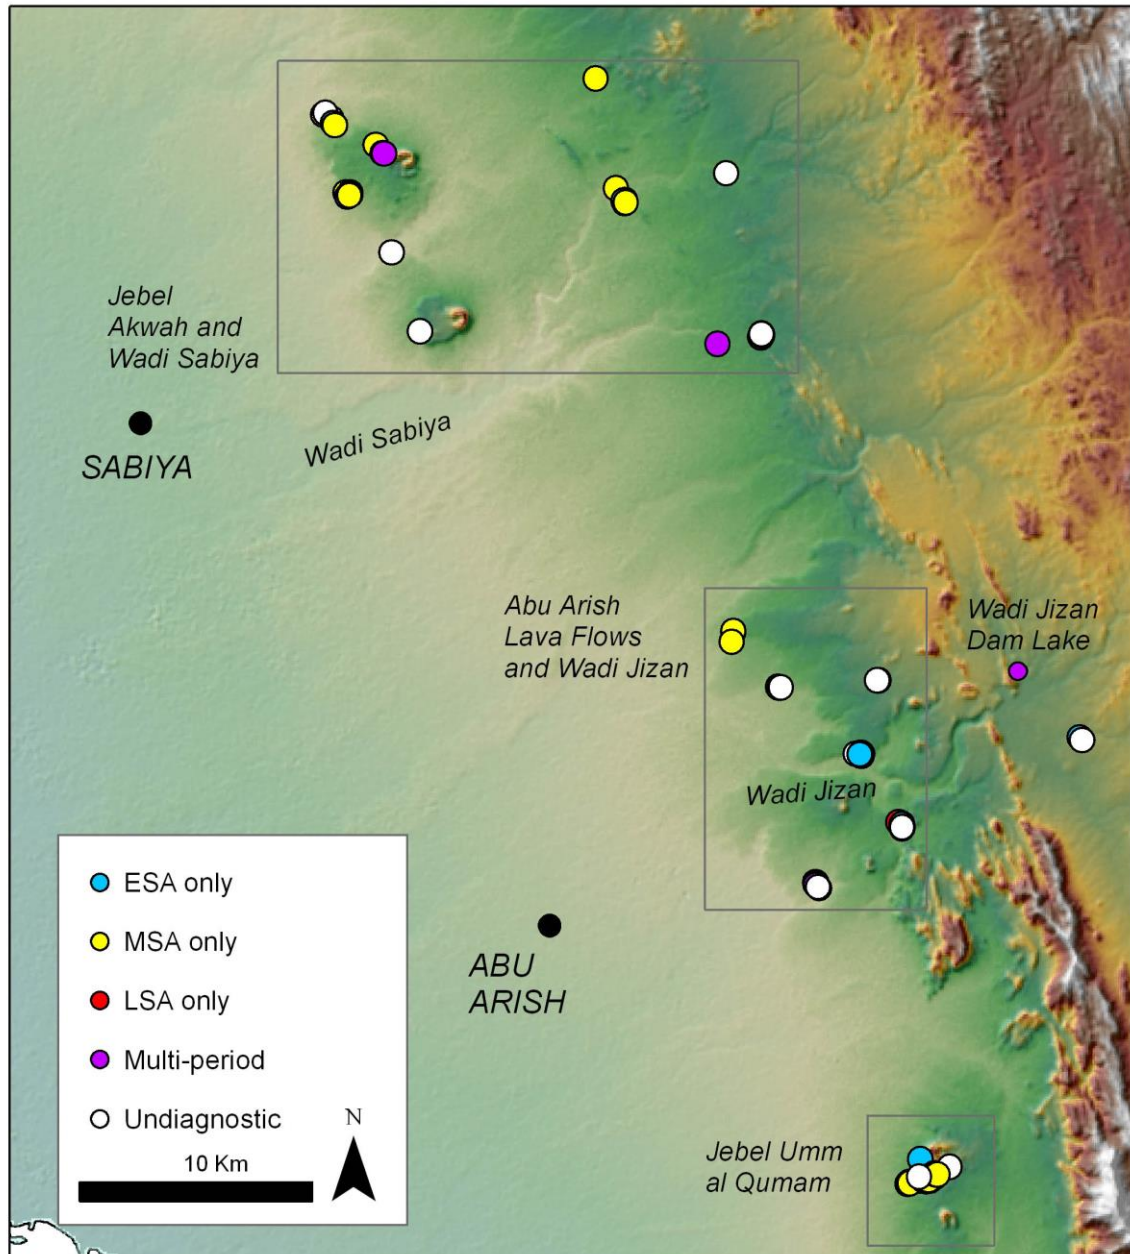 Jebel
Akwah and
Wadi Sabiya
SABIYA
Wadi Sabiya
Abu Arish
Lava Flows
and Wadi Jizan
Wadi Jizan
Dam Lake
Wadi Jizan
ABU
ARISH
ESA only
MSA only
LSA only
Multi-period
Undiagnostic
N
10 Km
Jebel Umm
al Qumam